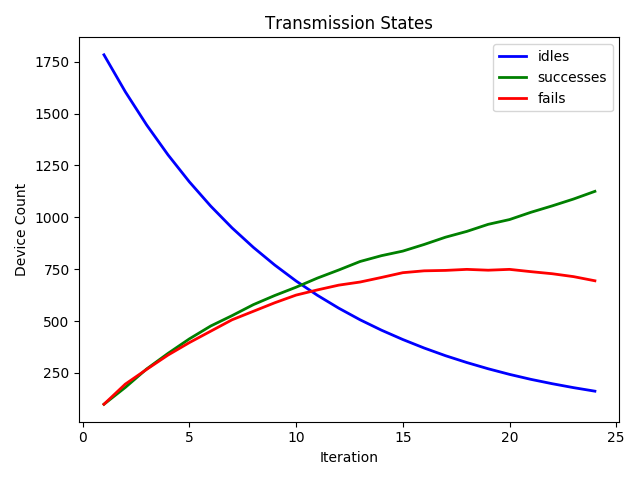 Transmission States
idles
successes
fails
Device Count
1750
1500
1250
1000
750
500
250
0
5
10
15
20
25
Iteration